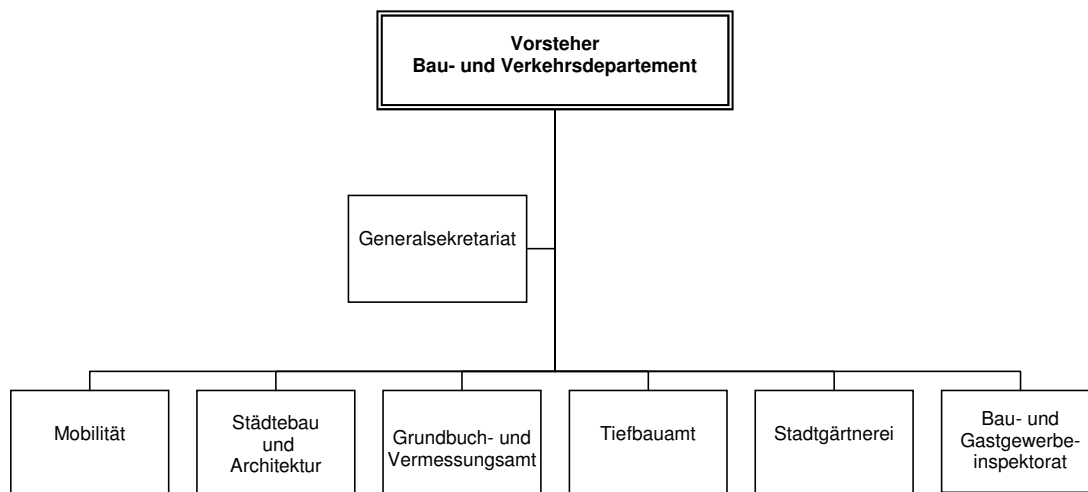 Vorsteher
Bau- und Verkehrsdepartement
Generalsekretariat
Mobilität
Städtebau
und
Architektur
Grundbuch- und
Vermessungsamt
Tiefbauamt
Stadtgärtnerei
Bau- und
Gastgewerbe-
inspektorat